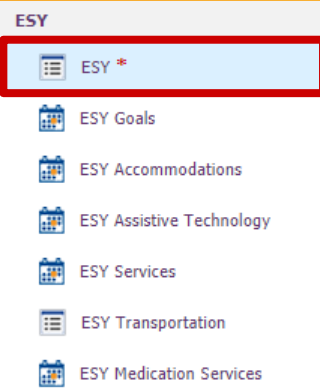 ESY
ESY *
ESY Goals
ESY Accommodations
ESY Assistive Technology
ESY Services
ESY Transportation
ESY Medication Services